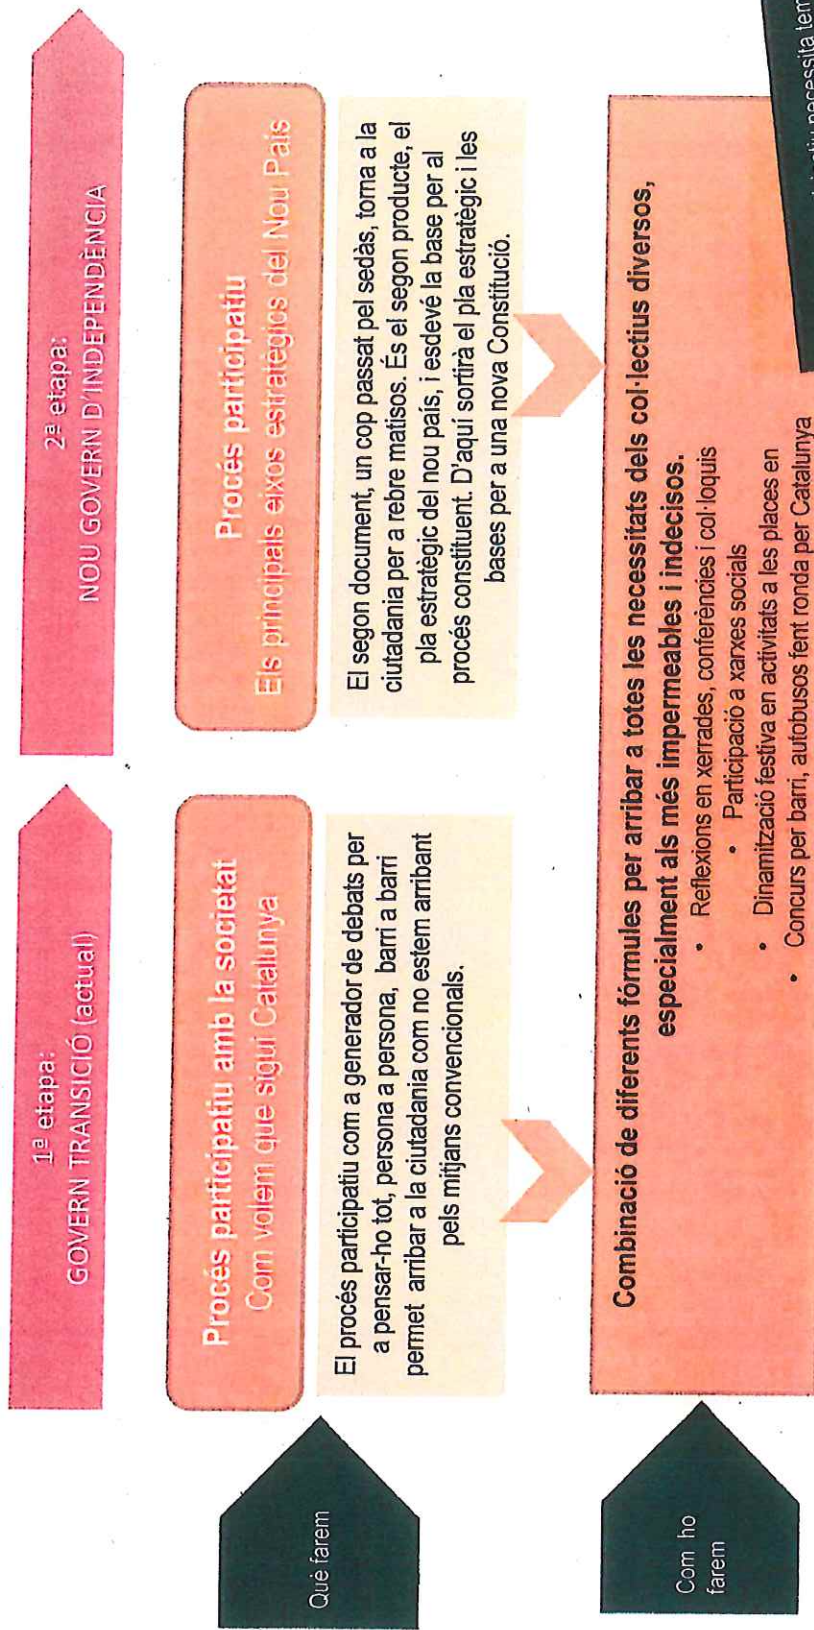 1ª etapa:
GOVERN TRANSICIÓ (actual)
2ª etapa:
NOU GOVERN D'INDEPENDÈNCIA
Què farem
Procés participatiu amb la societat
Com volem que sigui Catalunya
El procés participatiu com a generador de debats per
a pensar-ho tot, persona a persona, barri a barri
permet arribar a la ciutadania com no estem arribant
pels mitjans convencionals.
Procés participatiu
Els principals eixos estratègics del Nou País
El segon document, un cop passat pel sedàs, torna a la
ciutadania per a rebre matisos. És el segon producte, el
pla estratègic del nou país, i esdevé la base per al
procés constituent. D'aquí sortirà el pla estratègic i les
bases per a una nova Constitució.
Com ho
farem
Combinació de diferents fórmules per arribar a totes les necessitats dels col·lectius diversos,
especialment als més impermeables i indecisos.
• Reflexions en xerrades, conferències i col·loquis
• Participació a xarxes socials
• Dinamització festiva en activitats a les places en
• Concurs per barri, autobusos fent ronda per Catalunya
necessita